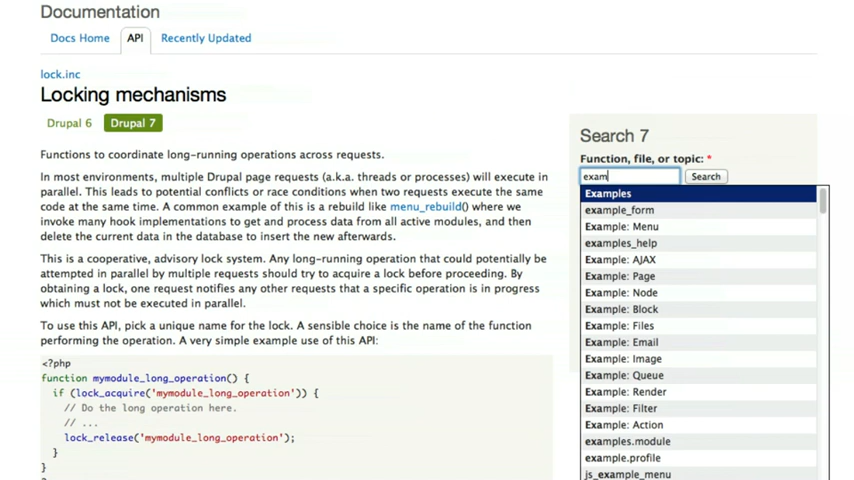 Documentation
Docs Home API Recently Updated
lock.inc
Locking mechanisms
Drupal 6 Drupal 7
Functions to coordinate long-running operations across requests.
In most environments, multiple Drupal page requests (a.k.a. threads or processes) will execute in
parallel. This leads to potential conflicts or race conditions when two requests execute the same
code at the same time. A common example of this is a rebuild like menu_rebuild() where we
invoke many hook implementations to get and process data from all active modules, and then
delete the current data in the database to insert the new afterwards.
This is a cooperative, advisory lock system. Any long-running operation that could potentially be
attempted in parallel by multiple requests should try to acquire a lock before proceeding. By
obtaining a lock, one request notifies any other requests that a specific operation is in progress
which must not be executed in parallel.
To use this API, pick a unique name for the lock. A sensible choice is the name of the function
performing the operation. A very simple example use of this API:
<?php
function mymodule_long_operation() {
if (lock_acquire('mymodule_long_operation')) {
// Do the long operation here.
// ...
lock_release('mymodule_long_operation');
}
}
Search 7
Function, file, or topic: *
exam Search
Examples
example_form
Example: Menu
examples_help
Example: AJAX
Example: Page
Example: Node
Example: Block
Example: Files
Example: Email
Example: Image
Example: Queue
Example: Render
Example: Filter
Example: Action
examples.module
example.profile
js_example_menu